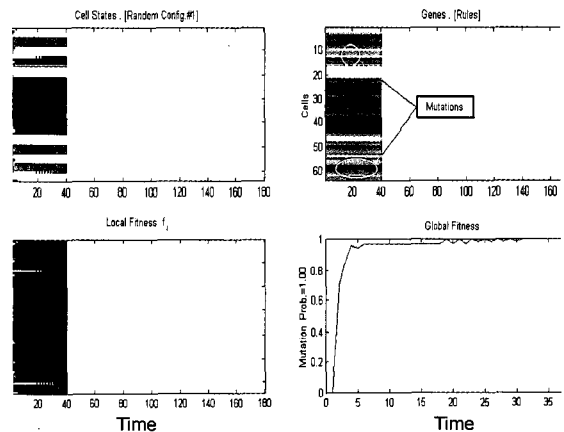 Cell States . [Random Config.#1]
20 40 60 80 100 120 140 160 180
Genes . [Rules]
Cells
10
20
30
40
50
60
Mutations
20 40 60 80 100 120 140 160
Local Fitness f
20 40 60 80 100 120 140 160 180
Time
Global Fitness
Mutation Prob.=1.00
1
0.8
0.6
0.4
0.2
0
0 5 10 15 20 25 30 35
Time